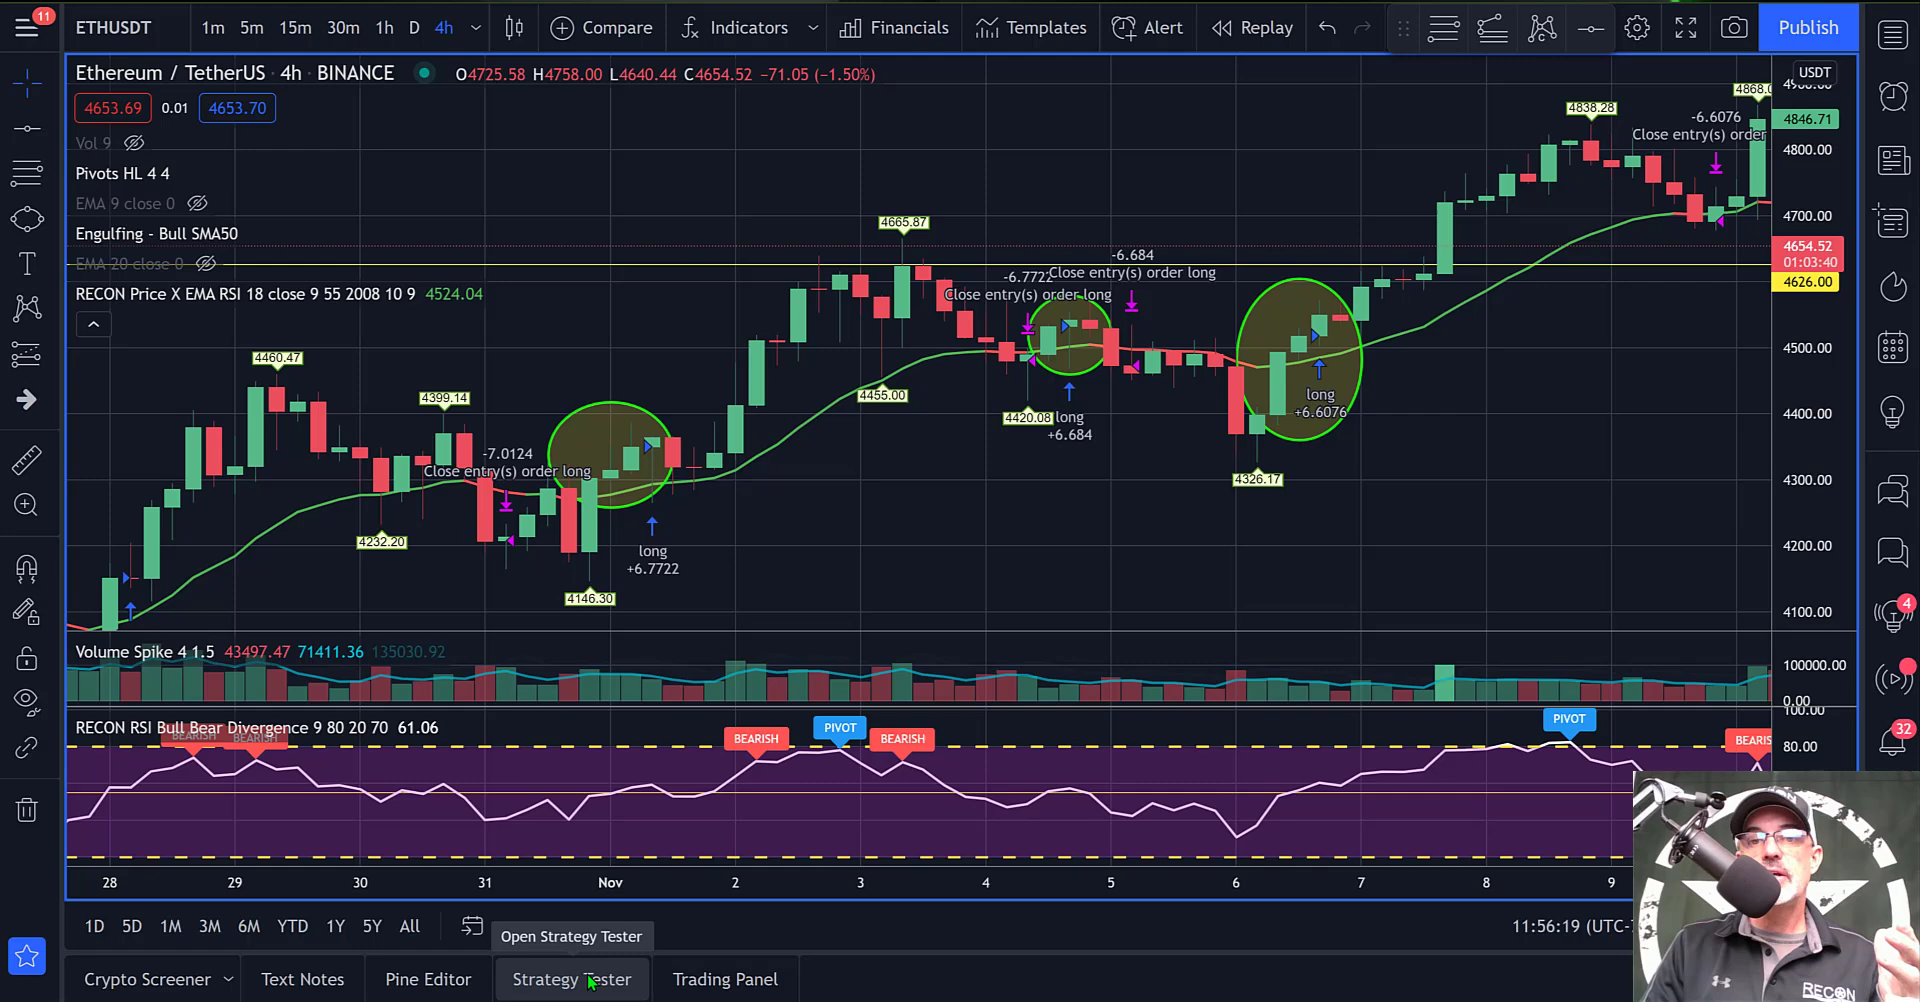 11
ETHUSDT
1m 5m 15m 30m 1h D 4h
Compare
Indicators
Financials
Templates
Alert
Replay
Publish
Ethereum / TetherUS · 4h · BINANCE
O4725.58 H4758.00 L4640.44 C4654.52 −71.05 (−1.50%)
USDT
4653.69 0.01 4653.70
Vol 9
Pivots HL 4 4
EMA 9 close 0
Engulfing - Bull SMA50
EMA 20 close 0
RECON Price X EMA RSI 18 close 9 55 2008 10 9 4524.04
4868.0
4838.28
-6.6076
Close entry(s) order
4846.71
4800.00
4700.00
4654.52
01:03:40
4626.00
4500.00
4400.00
4300.00
4200.00
4100.00
4665.87
-6.684
Close entry(s) order long
-6.7722
Close entry(s) order long
4460.47
4399.14
4455.00
4420.08
long
+6.684
long
+6.6076
-7.0124
Close entry(s) order long
4326.17
4232.20
long
+6.7722
4146.30
Volume Spike 4 1.5 43497.47 71411.36 135030.92
100000.00
0.00
RECON RSI Bull Bear Divergence 9 80 20 70 61.06
100.00
80.00
BEARISH
BEARISH
BEARISH
PIVOT
BEARISH
PIVOT
BEARIS
28 29 30 31 Nov 2 3 4 5 6 7 8 9
1D 5D 1M 3M 6M YTD 1Y 5Y All
Open Strategy Tester
11:56:19 (UTC-
Crypto Screener
Text Notes
Pine Editor
Strategy Tester
Trading Panel
4
32
RECON